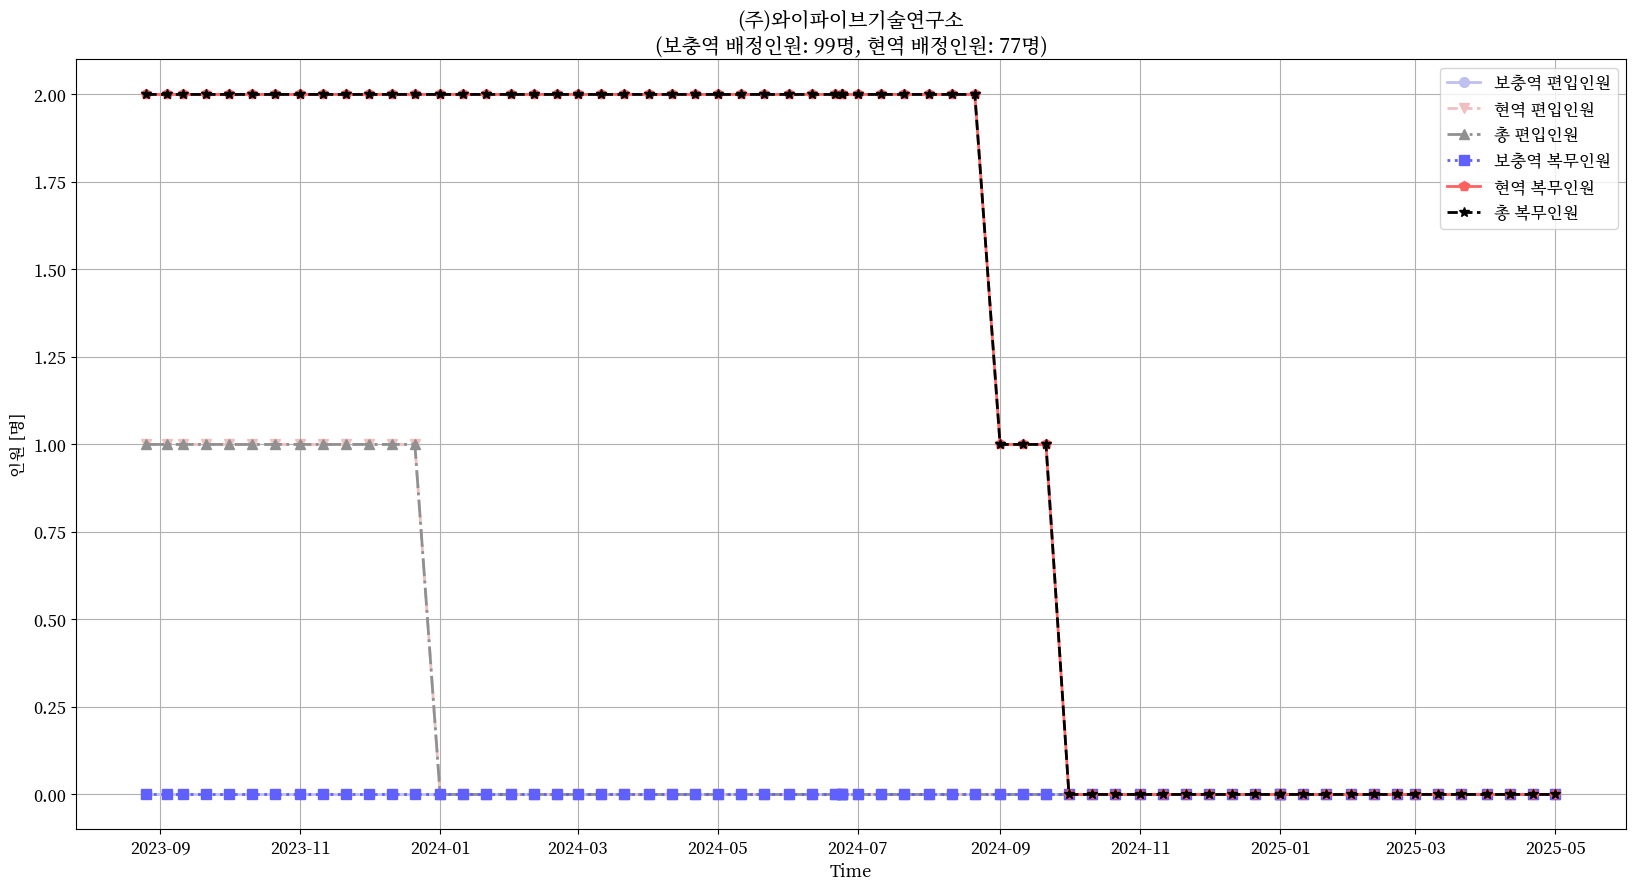 (주)와이파이브기술연구소
(보충역 배정인원: 99명, 현역 배정인원: 77명)
보충역 편입인원
현역 편입인원
총 편입인원
보충역 복무인원
현역 복무인원
총 복무인원
2.00
1.75
1.50
1.25
1.00
0.75
0.50
0.25
0.00
인원 [명]
2023-09 2023-11 2024-01 2024-03 2024-05 2024-07 2024-09 2024-11 2025-01 2025-03 2025-05
Time